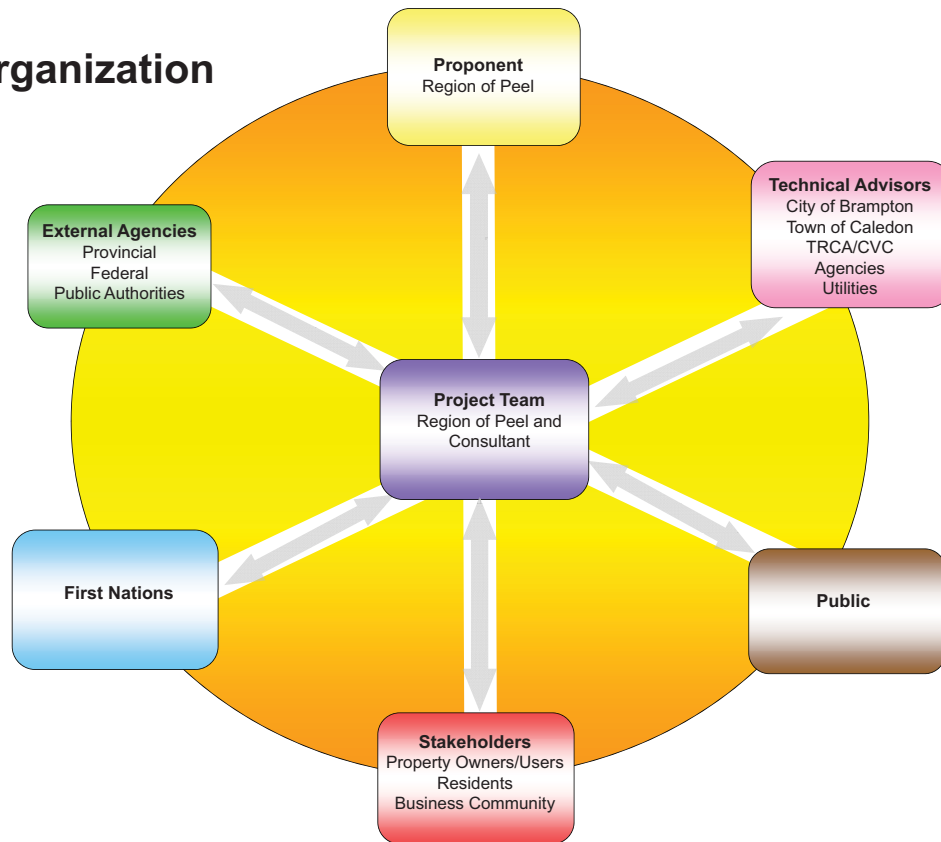 rganization
Proponent
Region of Peel
Technical Advisors
City of Brampton
Town of Caledon
TRCA/CVC
Agencies
Utilities
External Agencies
Provincial
Federal
Public Authorities
Project Team
Region of Peel and
Consultant
First Nations
Public
Stakeholders
Property Owners/Users
Residents
Business Community